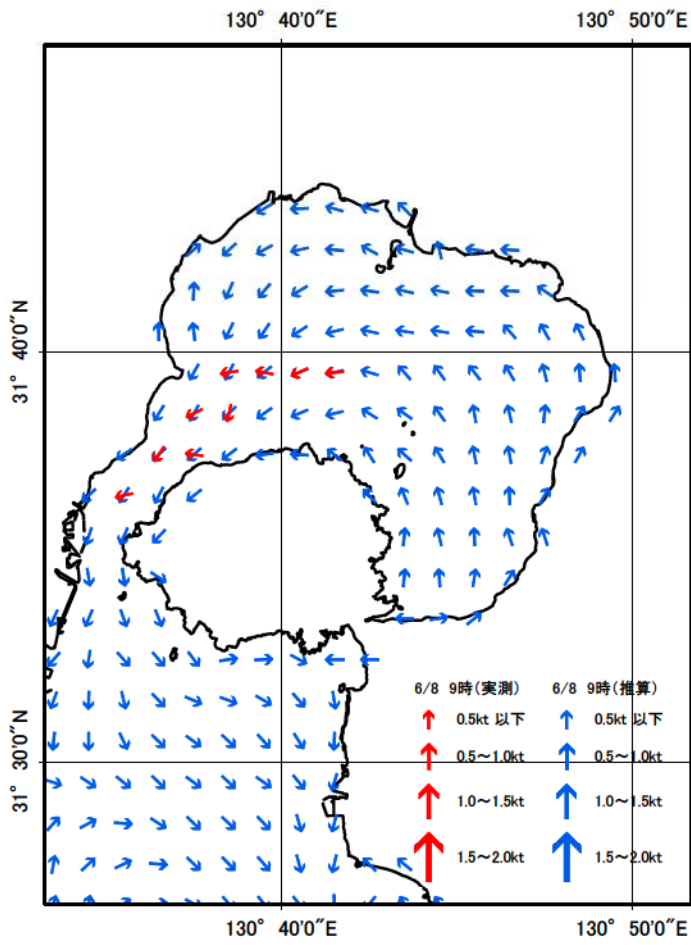 130° 40'0"E 130° 50'0"E
31° 40'0"N
31° 30'0"N
6/8 9時(実測) 6/8 9時(推算)
0.5kt 以下 0.5kt 以下
0.5～1.0kt 0.5～1.0kt
1.0～1.5kt 1.0～1.5kt
1.5～2.0kt 1.5～2.0kt
130° 40'0"E 130° 50'0"E